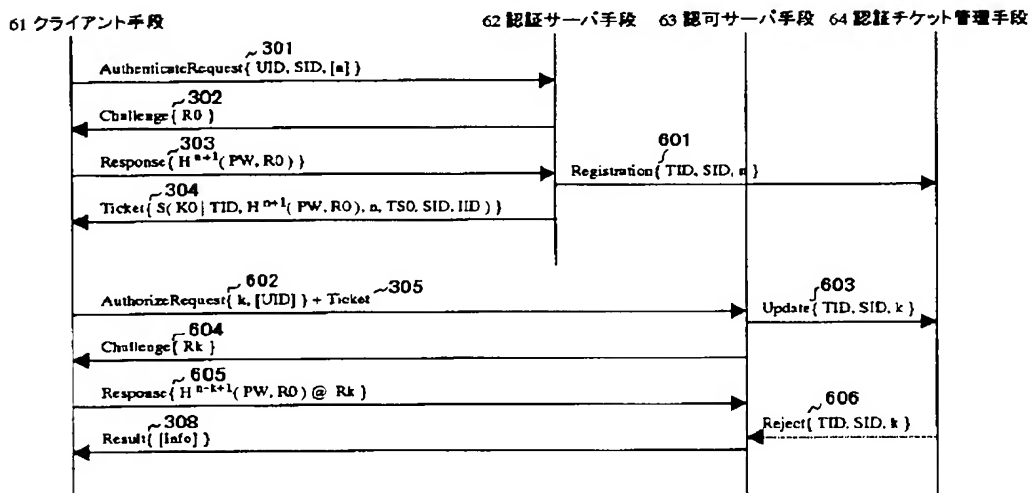 61 クライアント手段
62 認証サーバ手段
63 認可サーバ手段
64 認証チケット管理手段
301
AuthenticateRequest{ UID, SID, [n] }
302
Challenge{ R0 }
303
Response{ H^n+1( PW, R0 ) }
601
Registration{ TID, SID, n }
304
Ticket{ S( K0 | TID, H^n+1( PW, R0 ), n, TS0, SID, IID ) }
602
AuthorizeRequest{ k, [UID] } + Ticket 305
603
Update{ TID, SID, k }
604
Challenge{ Rk }
605
Response{ H^n-k+1( PW, R0 ) @ Rk }
606
Reject{ TID, SID, k }
308
Result{ [Info] }